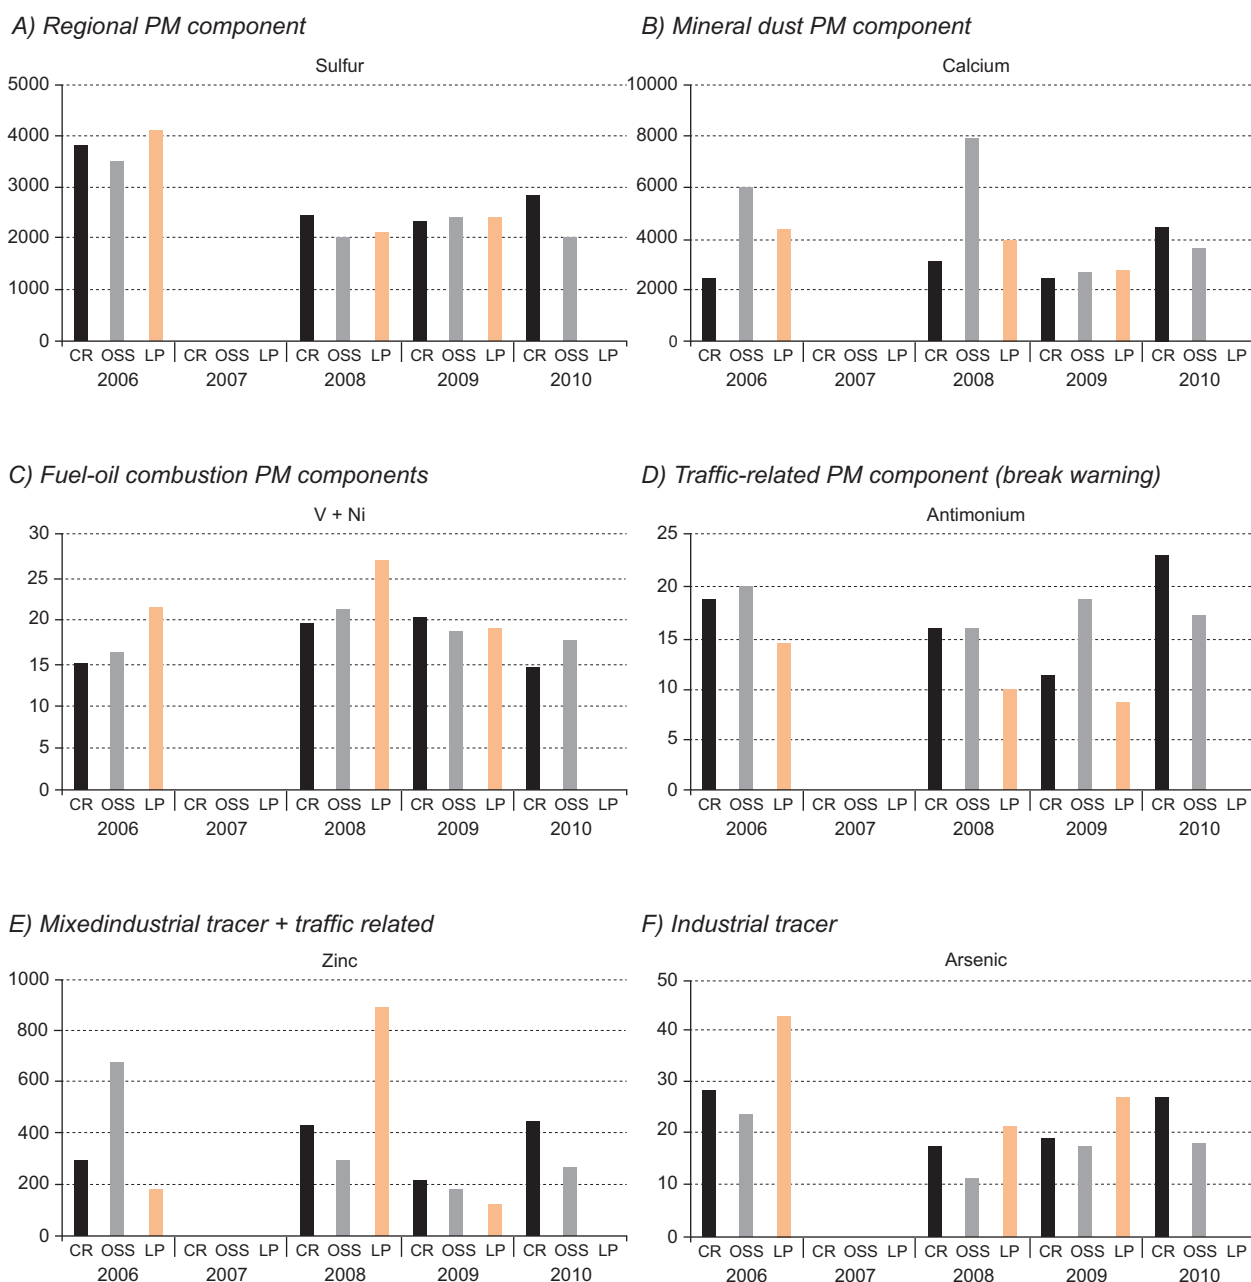 A) Regional PM component
Sulfur
5000
4000
3000
2000
1000
0
CR OSS LP CR OSS LP CR OSS LP CR OSS LP CR OSS LP
2006 2007 2008 2009 2010
B) Mineral dust PM component
Calcium
10000
8000
6000
4000
2000
0
CR OSS LP CR OSS LP CR OSS LP CR OSS LP CR OSS LP
2006 2007 2008 2009 2010
C) Fuel-oil combustion PM components
V + Ni
30
25
20
15
10
5
0
CR OSS LP CR OSS LP CR OSS LP CR OSS LP CR OSS LP
2006 2007 2008 2009 2010
D) Traffic-related PM component (break warning)
Antimonium
25
20
15
10
5
0
CR OSS LP CR OSS LP CR OSS LP CR OSS LP CR OSS LP
2006 2007 2008 2009 2010
E) Mixedindustrial tracer + traffic related
Zinc
1000
800
600
400
200
0
CR OSS LP CR OSS LP CR OSS LP CR OSS LP CR OSS LP
2006 2007 2008 2009 2010
F) Industrial tracer
Arsenic
50
40
30
20
10
0
CR OSS LP CR OSS LP CR OSS LP CR OSS LP CR OSS LP
2006 2007 2008 2009 2010